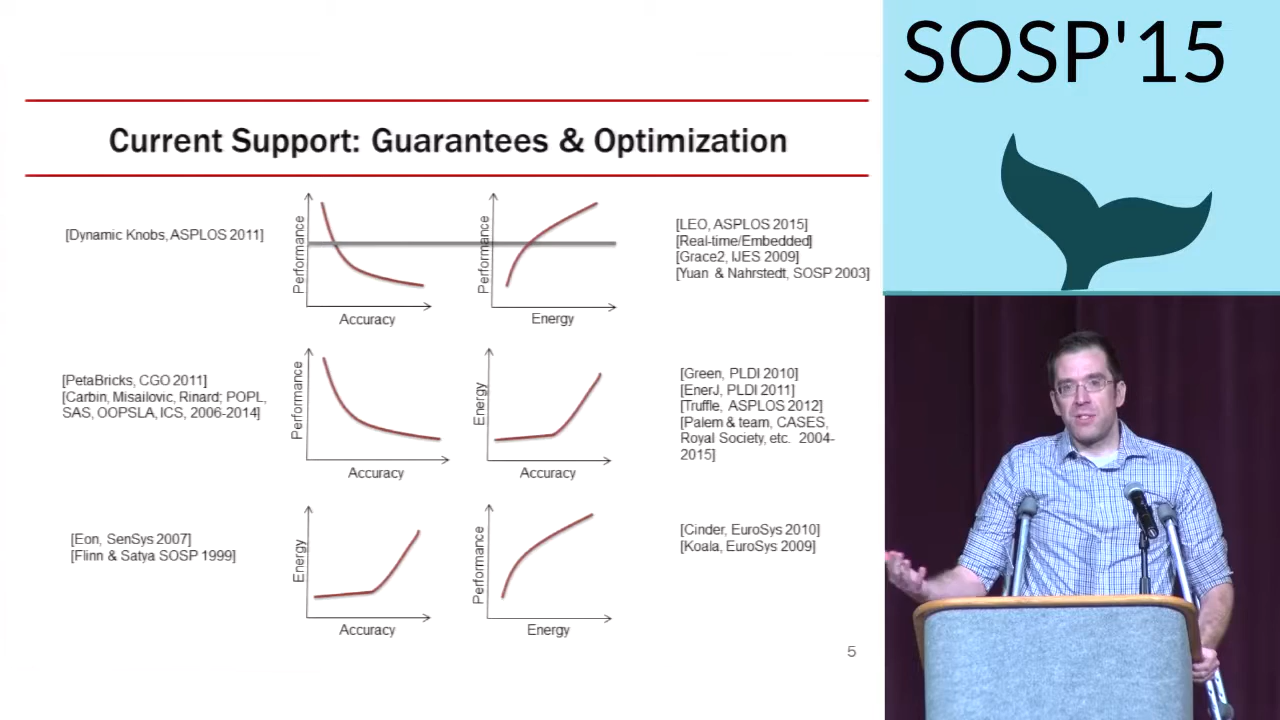 SOSP'15
Current Support: Guarantees & Optimization
[Dynamic Knobs, ASPLOS 2011]
Performance
Accuracy
Performance
Energy
[LEO, ASPLOS 2015]
[Real-time/Embedded]
[Grace2, IJES 2009]
[Yuan & Nahrstedt, SOSP 2003]
[PetaBricks, CGO 2011]
[Carbin, Misailovic, Rinard; POPL,
SAS, OOPSLA, ICS, 2006-2014]
Performance
Accuracy
Energy
Accuracy
[Green, PLDI 2010]
[EnerJ, PLDI 2011]
[Truffle, ASPLOS 2012]
[Palem & team, CASES,
Royal Society, etc. 2004-
2015]
[Eon, SenSys 2007]
[Flinn & Satya SOSP 1999]
Energy
Accuracy
Performance
Energy
[Cinder, EuroSys 2010]
[Koala, EuroSys 2009]
5